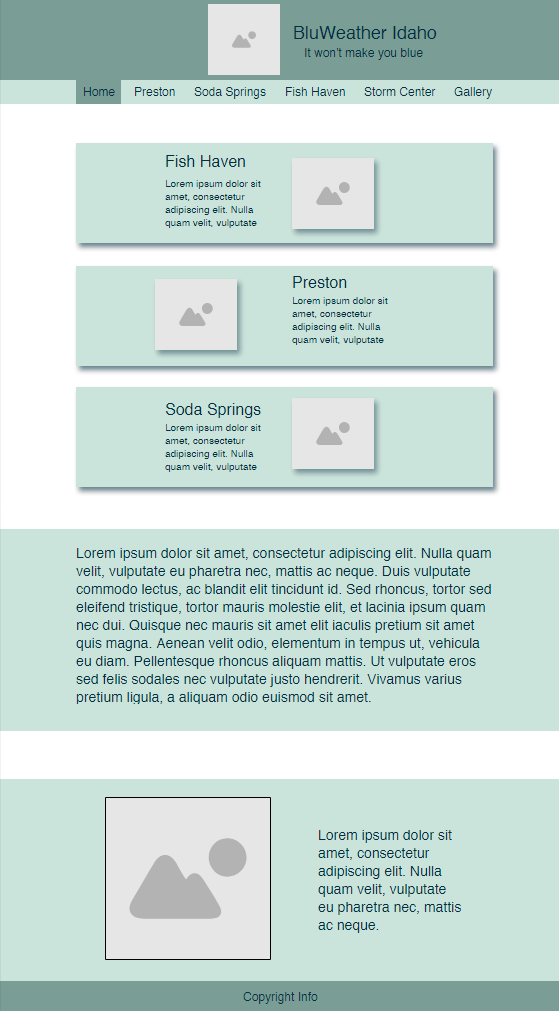 BluWeather Idaho
It won't make you blue
Home Preston Soda Springs Fish Haven Storm Center Gallery
Fish Haven
Lorem ipsum dolor sit
amet, consectetur
adipiscing elit. Nulla
quam velit, vulputate
Preston
Lorem ipsum dolor sit
amet, consectetur
adipiscing elit. Nulla
quam velit, vulputate
Soda Springs
Lorem ipsum dolor sit
amet, consectetur
adipiscing elit. Nulla
quam velit, vulputate
Lorem ipsum dolor sit amet, consectetur adipiscing elit. Nulla quam
velit, vulputate eu pharetra nec, mattis ac neque. Duis vulputate
commodo lectus, ac blandit elit tincidunt id. Sed rhoncus, tortor sed
eleifend tristique, tortor mauris molestie elit, et lacinia ipsum quam
nec dui. Quisque nec mauris sit amet elit iaculis pretium sit amet
quis magna. Aenean velit odio, elementum in tempus ut, vehicula
eu diam. Pellentesque rhoncus aliquam mattis. Ut vulputate eros
sed felis sodales nec vulputate justo hendrerit. Vivamus varius
pretium ligula, a aliquam odio euismod sit amet.
Lorem ipsum dolor sit
amet, consectetur
adipiscing elit. Nulla
quam velit, vulputate
eu pharetra nec, mattis
ac neque.
Copyright Info